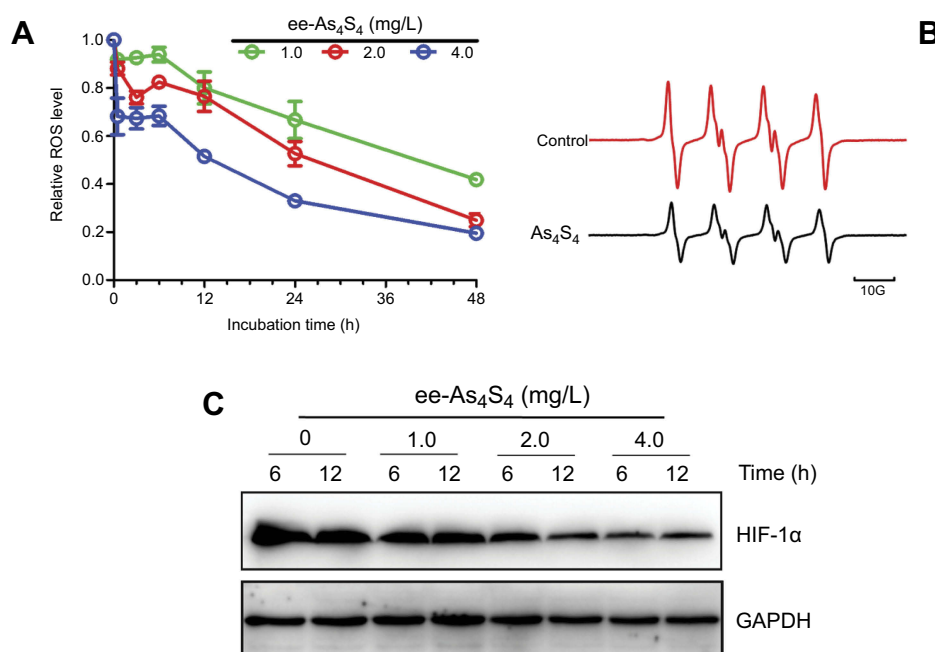 A
B
ee-As₄S₄ (mg/L)
1.0 2.0 4.0
Relative ROS level
1.0
0.8
0.6
0.4
0.2
0.0
0 12 24 36 48
Incubation time (h)
Control
As₄S₄
10G
C
ee-As₄S₄ (mg/L)
0 1.0 2.0 4.0
6 12 6 12 6 12 6 12 Time (h)
HIF-1α
GAPDH